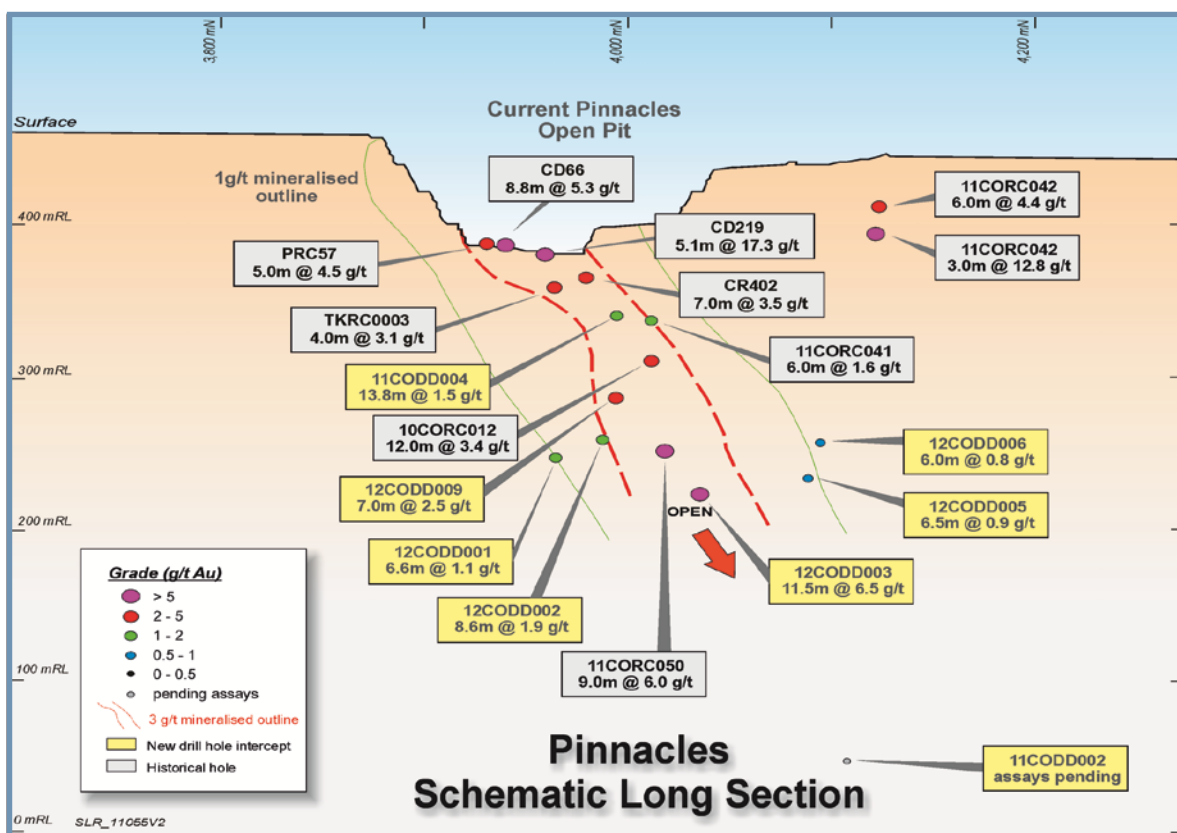 3,800 mN
4,000 mN
4,200 mN
Surface
Current Pinnacles
Open Pit
1g/t mineralised
outline
CD66
8.8m @ 5.3 g/t
11CORC042
6.0m @ 4.4 g/t
400 mRL
PRC57
5.0m @ 4.5 g/t
CD219
5.1m @ 17.3 g/t
11CORC042
3.0m @ 12.8 g/t
CR402
7.0m @ 3.5 g/t
TKRC0003
4.0m @ 3.1 g/t
11CORC041
6.0m @ 1.6 g/t
300 mRL
11CODD004
13.8m @ 1.5 g/t
10CORC012
12.0m @ 3.4 g/t
12CODD006
6.0m @ 0.8 g/t
12CODD009
7.0m @ 2.5 g/t
12CODD005
6.5m @ 0.9 g/t
OPEN
200 mRL
12CODD001
6.6m @ 1.1 g/t
12CODD003
11.5m @ 6.5 g/t
12CODD002
8.6m @ 1.9 g/t
11CORC050
9.0m @ 6.0 g/t
100 mRL
Grade (g/t Au)
> 5
2 - 5
1 - 2
0.5 - 1
0 - 0.5
pending assays
3 g/t mineralised outline
New drill hole intercept
Historical hole
Pinnacles
Schematic Long Section
11CODD002
assays pending
0 mRL
SLR_11055V2